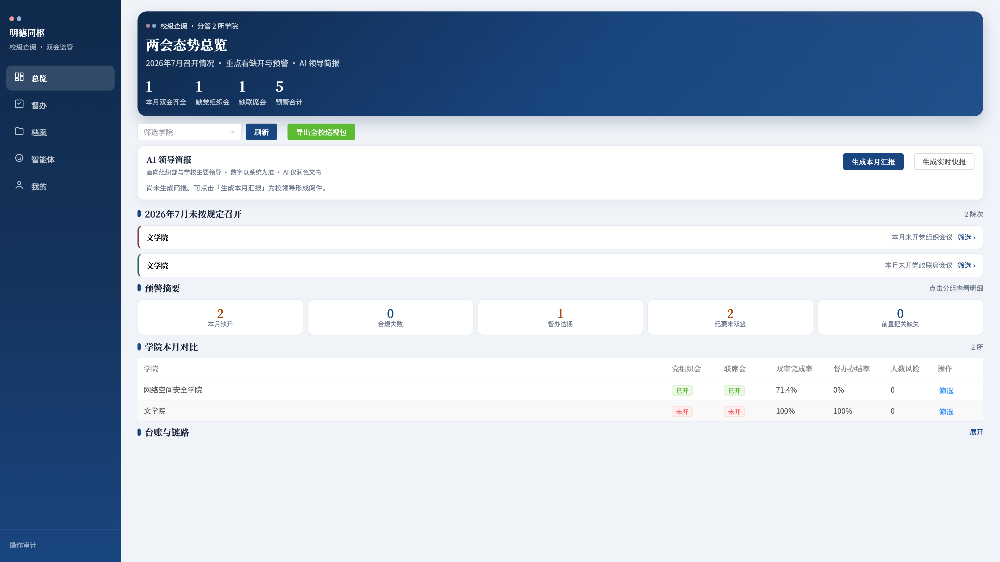 明德同枢
校级查阅 · 双会监管
总览
督办
档案
智能体
我的
操作审计
校级查阅 · 分管 2 所学院
两会态势总览
2026年7月召开情况 · 重点看缺开与预警 · AI 领导简报
1 1 1 5
本月双会齐全 缺党组织会 缺联席会 预警合计
筛选学院 刷新 导出全校巡视包
AI 领导简报 生成本月汇报 生成实时快报
面向组织部与学校主要领导 · 数字以系统为准 · AI 仅润色文书
尚未生成简报。可点击「生成本月汇报」为校领导形成阅件。
2026年7月未按规定召开 2 院次
文学院 本月未开党组织会议 筛选 ›
文学院 本月未开党政联席会议 筛选 ›
预警摘要 点击分组查看明细
2 0 1 2 0
本月缺开 合规失败 督办逾期 纪要未双签 前置把关缺失
学院本月对比 2 所
学院 党组织会 联席会 双审完成率 督办办结率 人数风险 操作
网络空间安全学院 已开 已开 71.4% 0% 0 筛选
文学院 未开 未开 100% 100% 0 筛选
台账与链路 展开